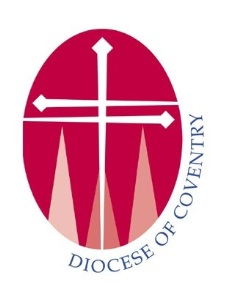 DIOCESE OF COVENTRY